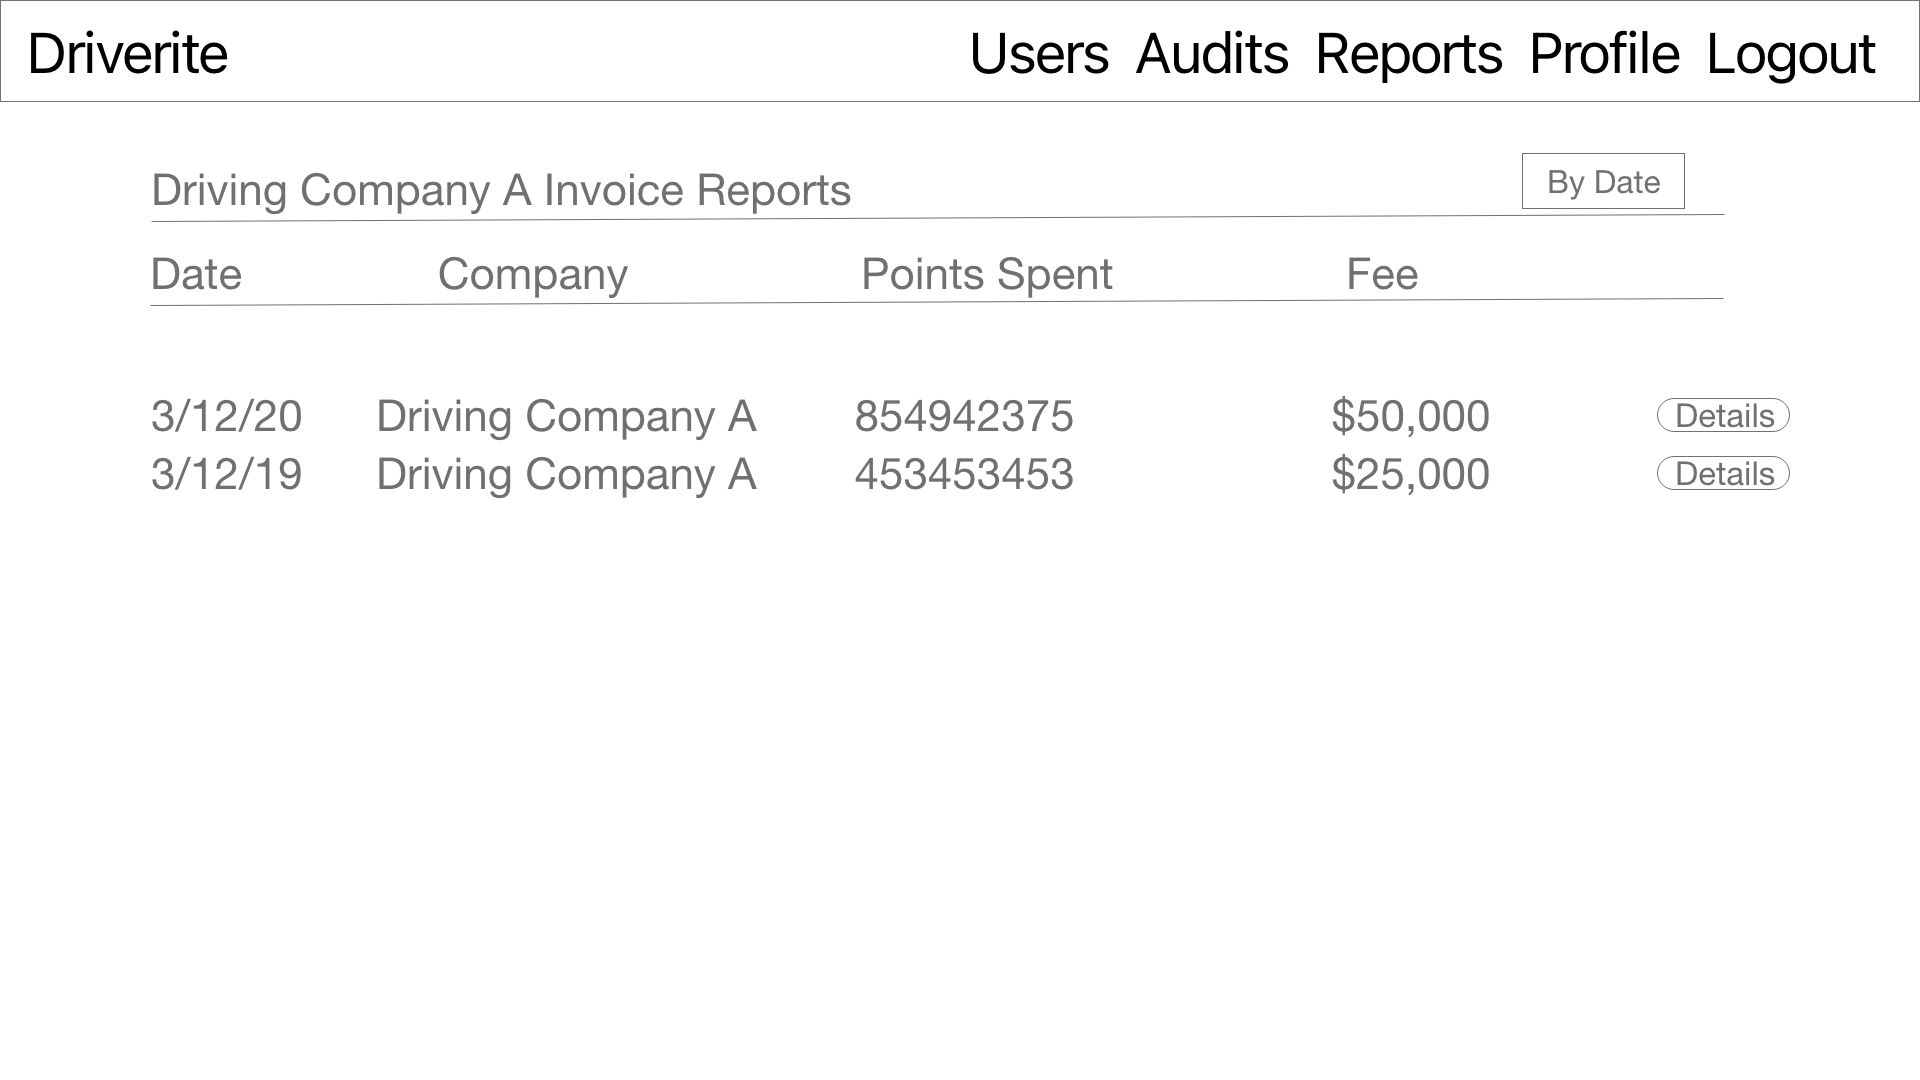 Driverite Users Audits Reports Profile Logout
Driving Company A Invoice Reports By Date
Date Company Points Spent Fee
3/12/20 Driving Company A 854942375 $50,000 Details
3/12/19 Driving Company A 453453453 $25,000 Details